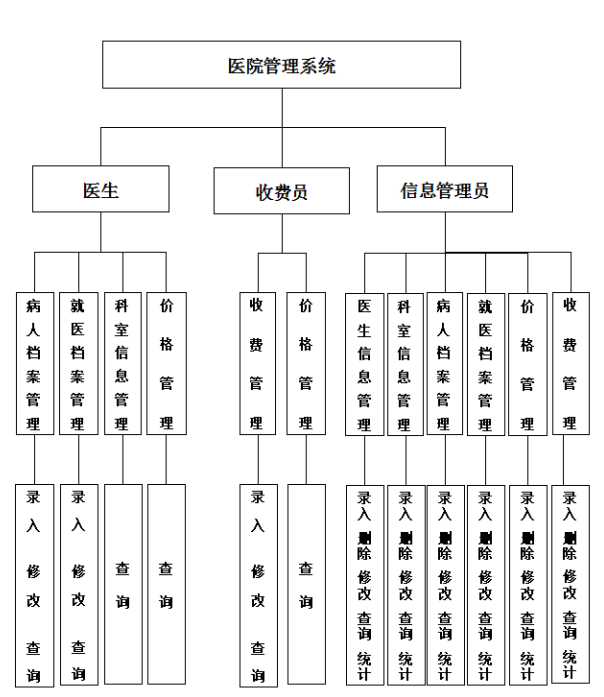 医院管理系统
医生
收费员
信息管理员
病人档案管理
就医档案管理
科室信息管理
价格管理
收费管理
价格管理
医生信息管理
科室信息管理
病人档案管理
就医档案管理
价格管理
收费管理
录入 修改 查询
录入 修改 查询
查询
查询
录入 修改 查询
查询
录入 删除 修改 查询 统计
录入 删除 修改 查询 统计
录入 删除 修改 查询 统计
录入 删除 修改 查询 统计
录入 删除 修改 查询 统计
录入 删除 修改 查询 统计